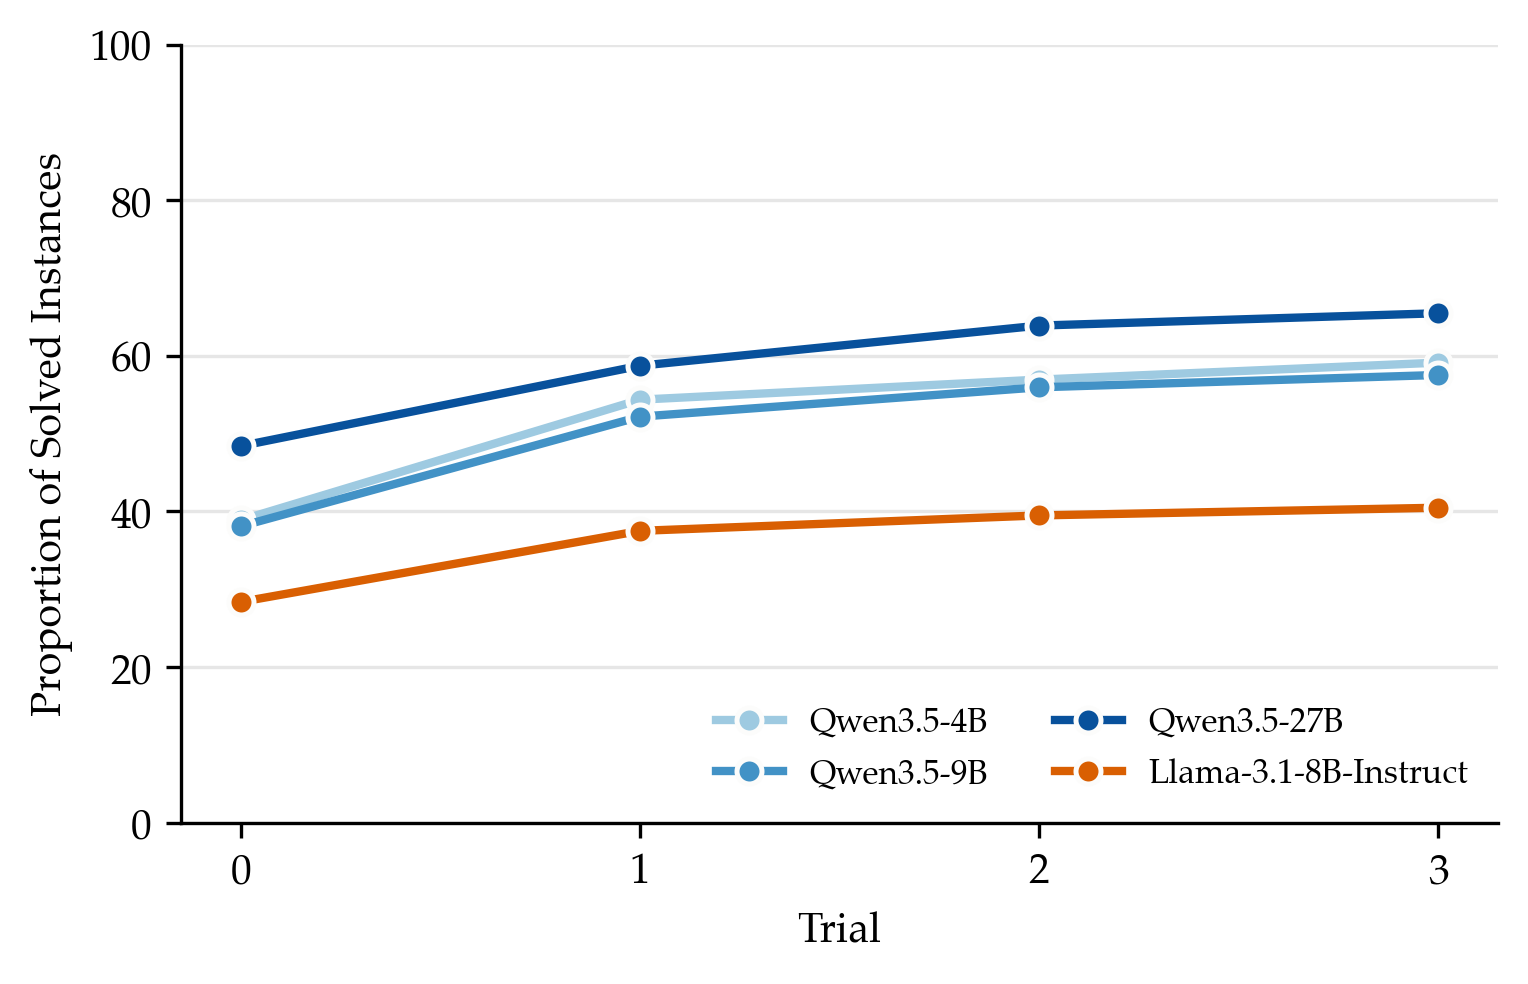 100
80
60
40
20
0
Proportion of Solved Instances
Qwen3.5-4B
Qwen3.5-9B
Qwen3.5-27B
Llama-3.1-8B-Instruct
0 1 2 3
Trial